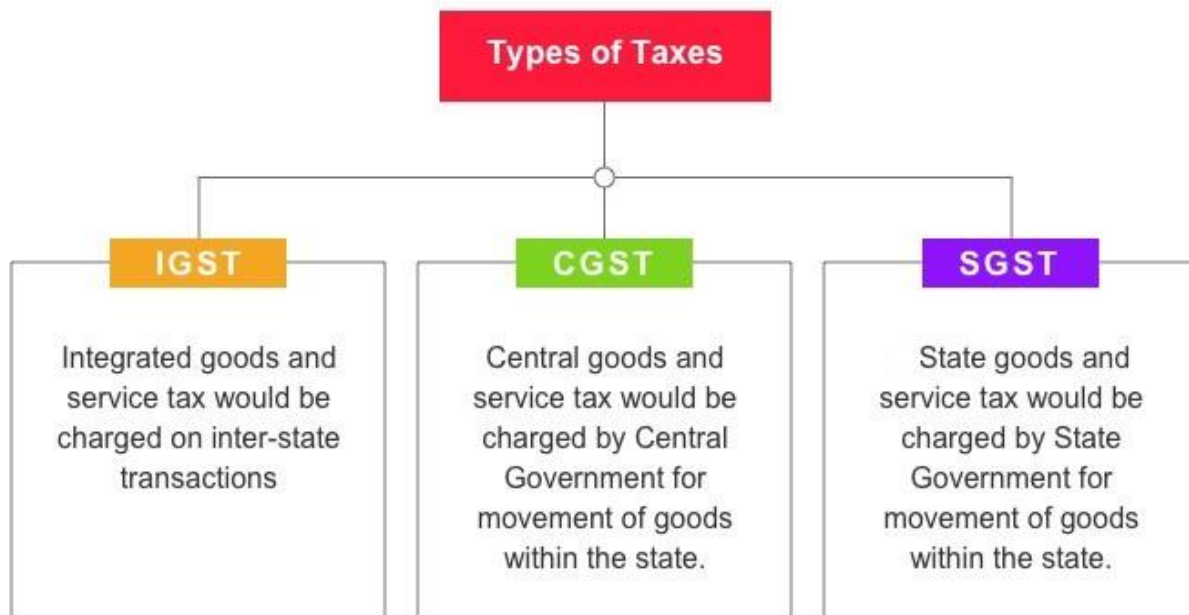 Types of Taxes
IGST
Integrated goods and
service tax would be
charged on inter-state
transactions
CGST
Central goods and
service tax would be
charged by Central
Government for
movement of goods
within the state.
SGST
State goods and
service tax would be
charged by State
Government for
movement of goods
within the state.